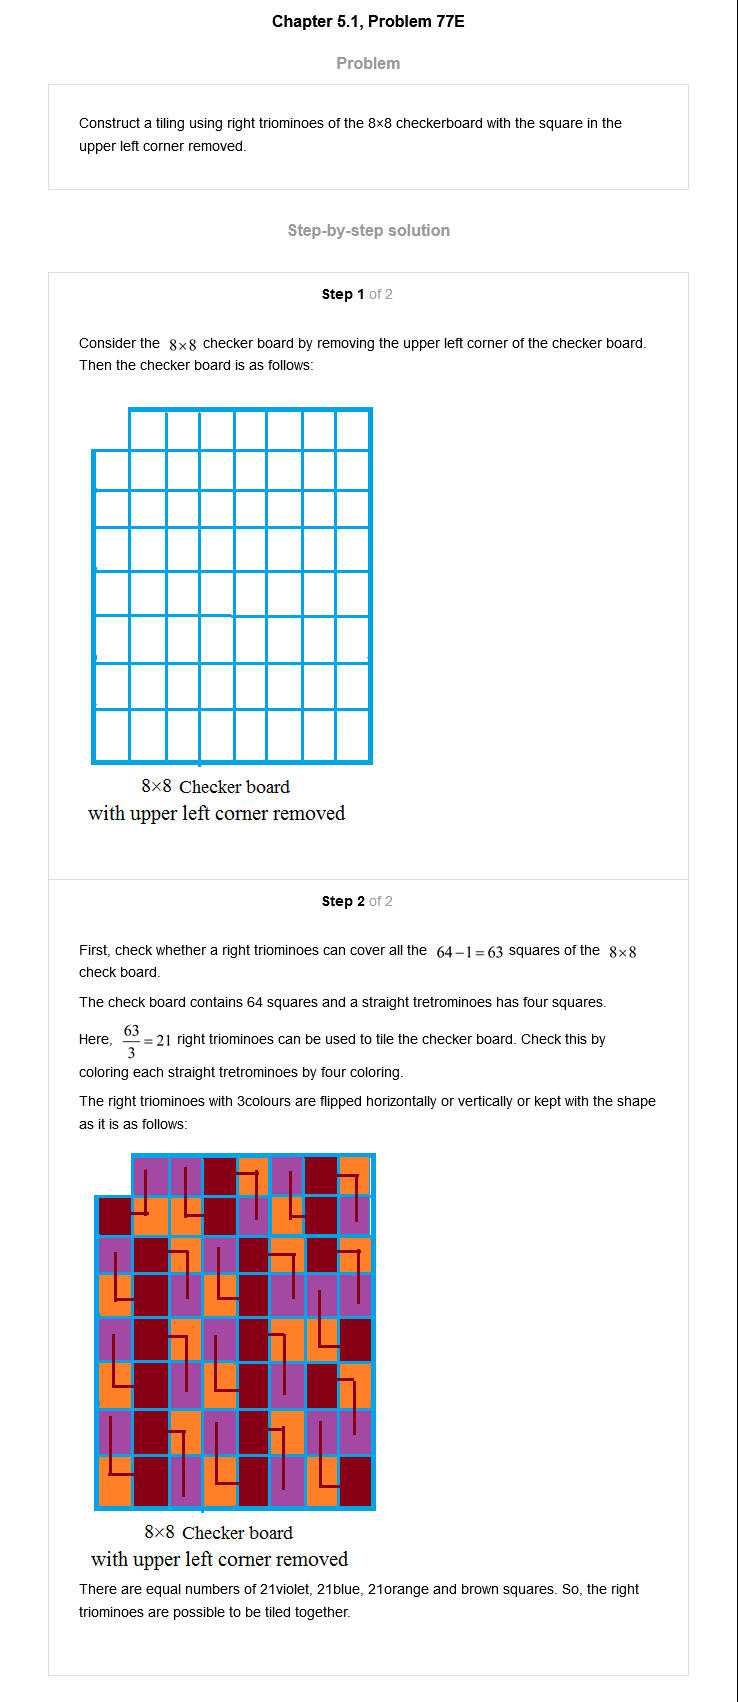 Chapter 5.1, Problem 77E
Problem
Construct a tiling using right triominoes of the 8×8 checkerboard with the square in the
upper left corner removed.
Step-by-step solution
Step 1 of 2
Consider the 8×8 checker board by removing the upper left corner of the checker board.
Then the checker board is as follows:
8×8 Checker board
with upper left corner removed
Step 2 of 2
First, check whether a right triominoes can cover all the 64−1=63 squares of the 8×8
check board.
The check board contains 64 squares and a straight tretrominoes has four squares.
Here, 63/3 = 21 right triominoes can be used to tile the checker board. Check this by
coloring each straight tretrominoes by four coloring.
The right triominoes with 3colours are flipped horizontally or vertically or kept with the shape
as it is as follows:
8×8 Checker board
with upper left corner removed
There are equal numbers of 21violet, 21blue, 21orange and brown squares. So, the right
triominoes are possible to be tiled together.